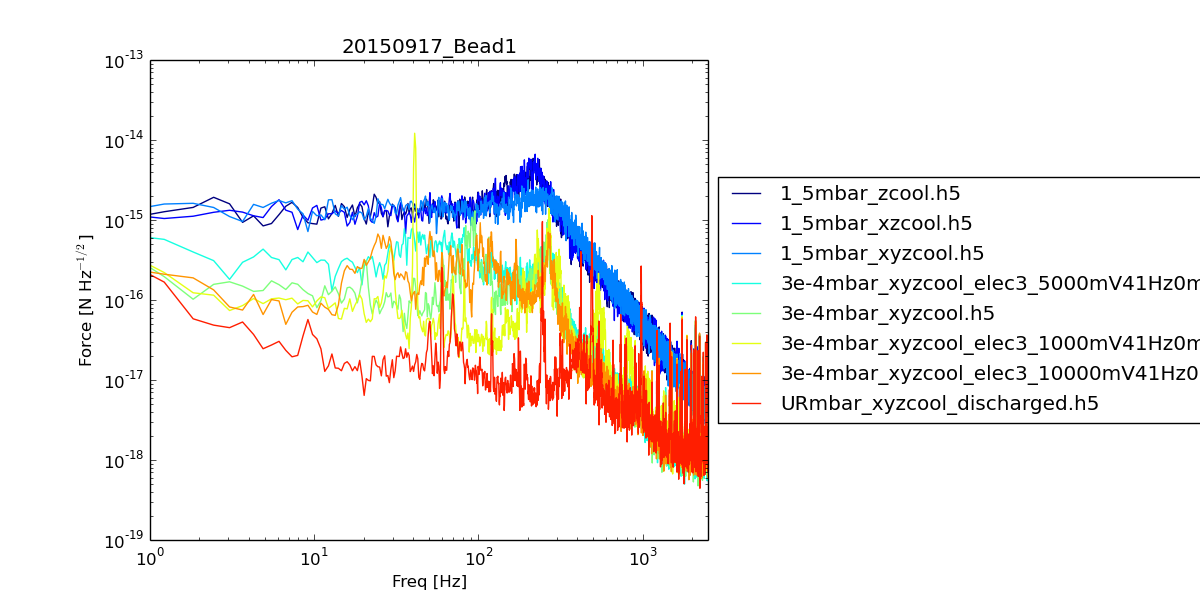 20150917_Bead1
10^-13
10^-14
10^-15
10^-16
10^-17
10^-18
10^-19
Force [N Hz^-1/2]
10^0 10^1 10^2 10^3
Freq [Hz]
1_5mbar_zcool.h5
1_5mbar_xzcool.h5
1_5mbar_xyzcool.h5
3e-4mbar_xyzcool_elec3_5000mV41Hz0m
3e-4mbar_xyzcool.h5
3e-4mbar_xyzcool_elec3_1000mV41Hz0m
3e-4mbar_xyzcool_elec3_10000mV41Hz0
URmbar_xyzcool_discharged.h5